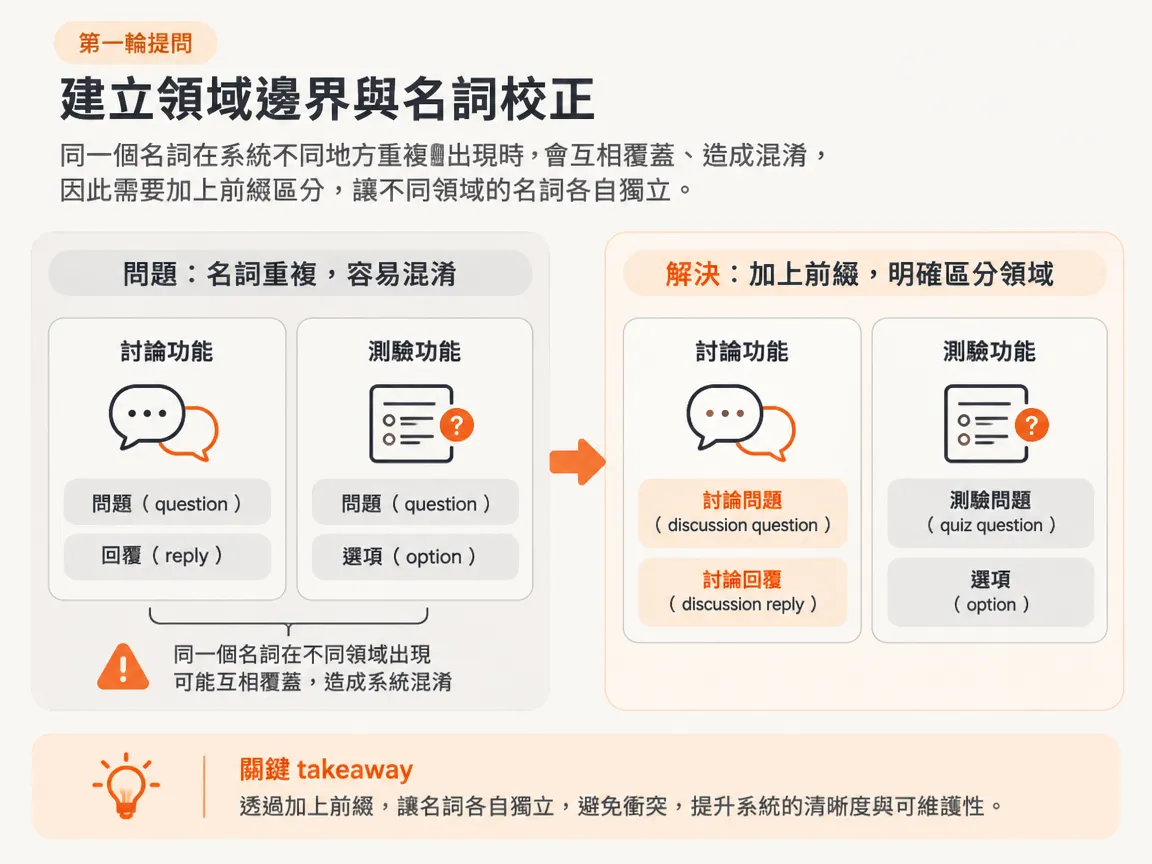 第一輪提問
建立領域邊界與名詞校正
同一個名詞在系統不同地方重複出現時，會互相覆蓋、造成混淆，
因此需要加上前綴區分，讓不同領域的名詞各自獨立。
問題：名詞重複，容易混淆
討論功能
問題（question）
回覆（reply）
測驗功能
?
問題（question）
選項（option）
!
同一個名詞在不同領域出現
可能互相覆蓋，造成系統混淆
解決：加上前綴，明確區分領域
討論功能
討論問題
（discussion question）
討論回覆
（discussion reply）
測驗功能
?
測驗問題
（quiz question）
選項
（option）
關鍵 takeaway
透過加上前綴，讓名詞各自獨立，避免衝突，提升系統的清晰度與可維護性。